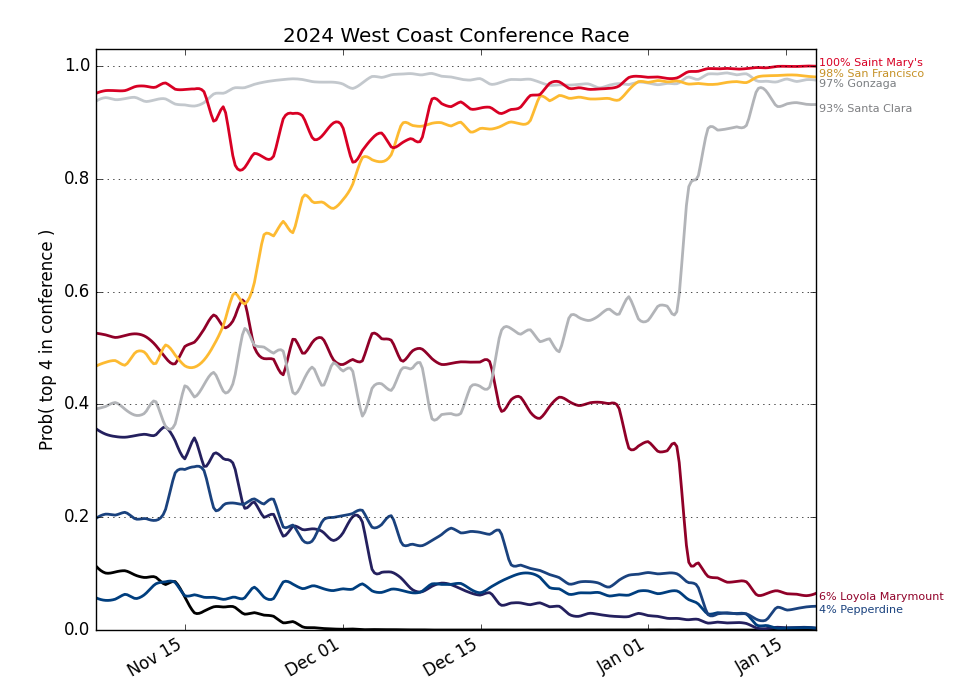 2024 West Coast Conference Race
Prob( top 4 in conference )
1.0
0.8
0.6
0.4
0.2
0.0
Nov 15
Dec 01
Dec 15
Jan 01
Jan 15
100% Saint Mary's
98% San Francisco
97% Gonzaga
93% Santa Clara
6% Loyola Marymount
4% Pepperdine